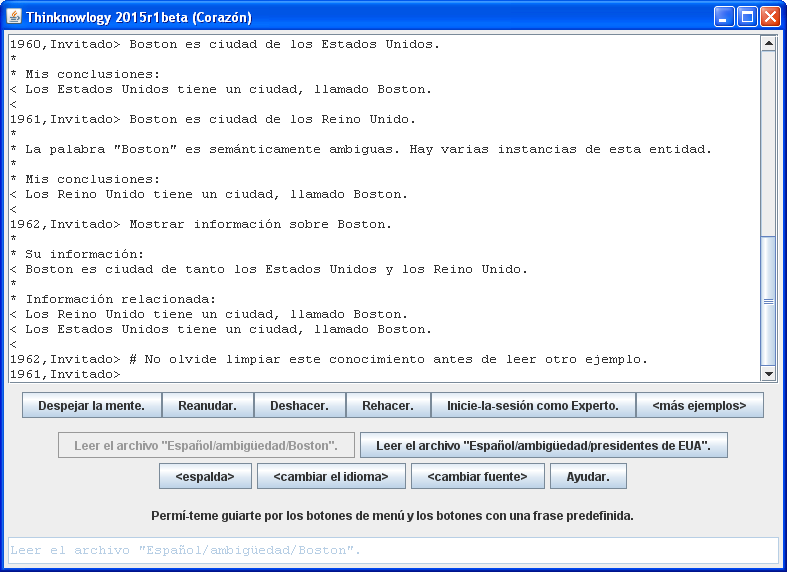 Thinknowlogy 2015r1beta (Corazón)
1960,Invitado> Boston es ciudad de los Estados Unidos.
*
* Mis conclusiones:
< Los Estados Unidos tiene un ciudad, llamado Boston.
<
1961,Invitado> Boston es ciudad de los Reino Unido.
*
* La palabra "Boston" es semánticamente ambiguas. Hay varias instancias de esta entidad.
*
* Mis conclusiones:
< Los Reino Unido tiene un ciudad, llamado Boston.
<
1962,Invitado> Mostrar información sobre Boston.
*
* Su información:
< Boston es ciudad de tanto los Estados Unidos y los Reino Unido.
*
* Información relacionada:
< Los Reino Unido tiene un ciudad, llamado Boston.
< Los Estados Unidos tiene un ciudad, llamado Boston.
<
1962,Invitado> # No olvide limpiar este conocimiento antes de leer otro ejemplo.
1961,Invitado>
Despejar la mente. Reanudar. Deshacer. Rehacer. Inicie-la-sesión como Experto. <más ejemplos>
Leer el archivo "Español/ambigüedad/Boston". Leer el archivo "Español/ambigüedad/presidentes de EUA".
<espalda> <cambiar el idioma> <cambiar fuente> Ayudar.
Permí-teme guiarte por los botones de menú y los botones con una frase predefinida.
Leer el archivo "Español/ambigüedad/Boston".